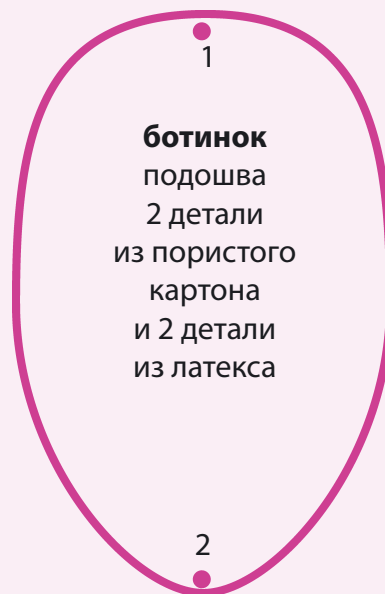 1
ботинок
подошва
2 детали
из пористого
картона
и 2 детали
из латекса
2